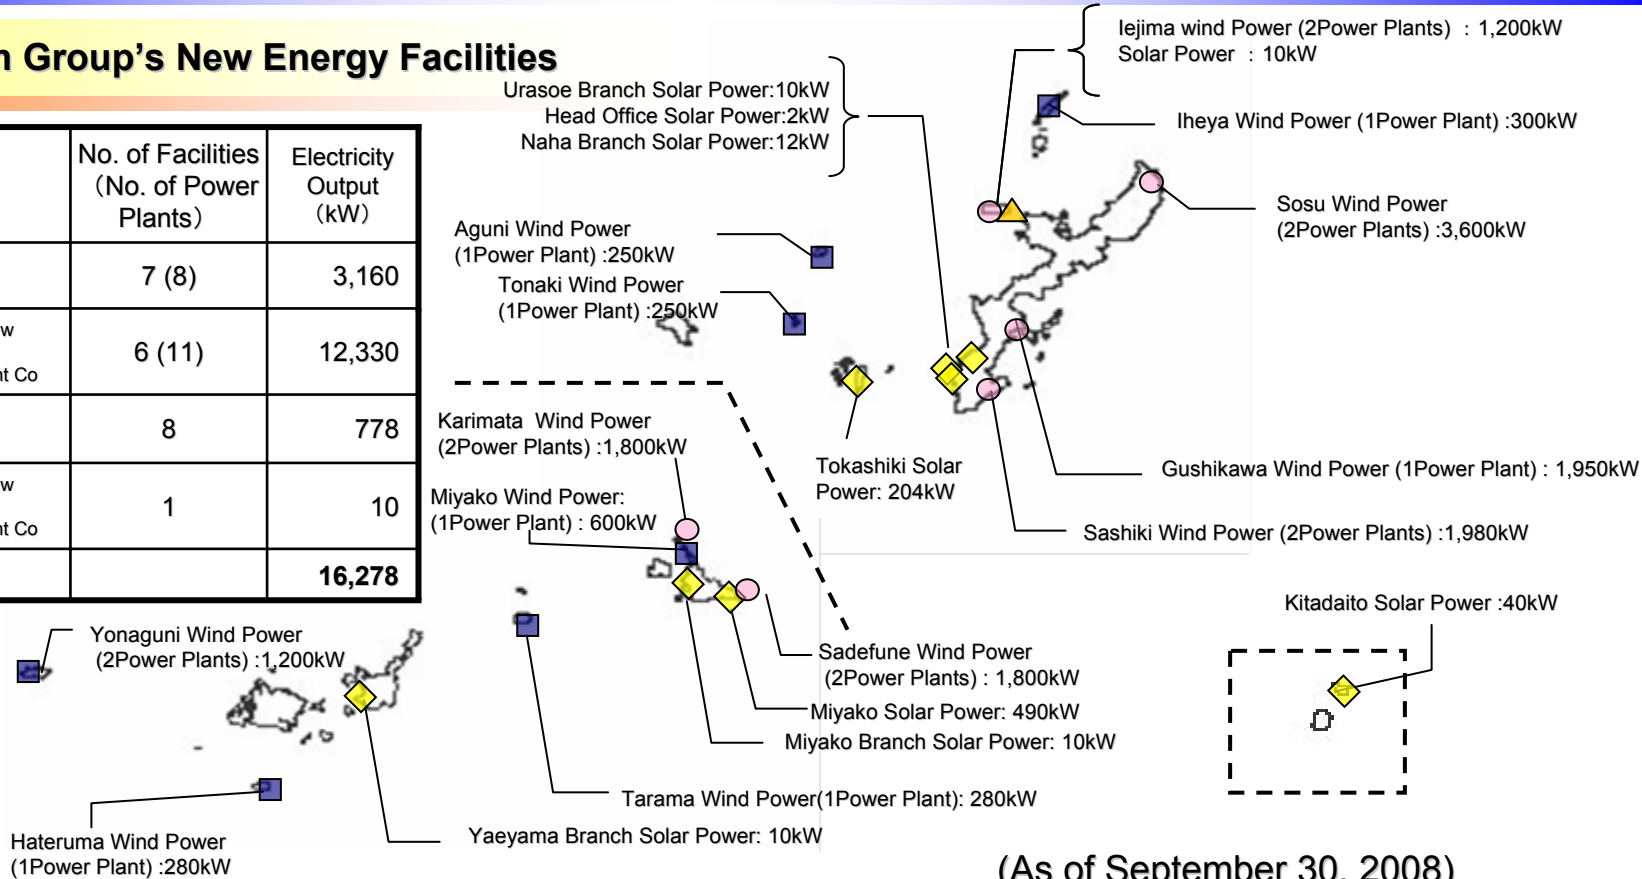 n Group's New Energy Facilities
No. of Facilities
（No. of Power
Plants）
Electricity
Output
（kW）
7 (8)
3,160
w
nt Co
6 (11)
12,330
8
778
w
nt Co
1
10
16,278
Urasoe Branch Solar Power:10kW
Head Office Solar Power:2kW
Naha Branch Solar Power:12kW
Iejima wind Power (2Power Plants) : 1,200kW
Solar Power : 10kW
Iheya Wind Power (1Power Plant) :300kW
Sosu Wind Power
(2Power Plants) :3,600kW
Aguni Wind Power
(1Power Plant) :250kW
Tonaki Wind Power
(1Power Plant) :250kW
Karimata Wind Power
(2Power Plants) :1,800kW
Miyako Wind Power:
(1Power Plant) : 600kW
Tokashiki Solar
Power: 204kW
Gushikawa Wind Power (1Power Plant) : 1,950kW
Sashiki Wind Power (2Power Plants) :1,980kW
Kitadaito Solar Power :40kW
Yonaguni Wind Power
(2Power Plants) :1,200kW
Sadefune Wind Power
(2Power Plants) : 1,800kW
Miyako Solar Power: 490kW
Miyako Branch Solar Power: 10kW
Tarama Wind Power(1Power Plant): 280kW
Yaeyama Branch Solar Power: 10kW
Hateruma Wind Power
(1Power Plant) :280kW
(As of September 30, 2008)